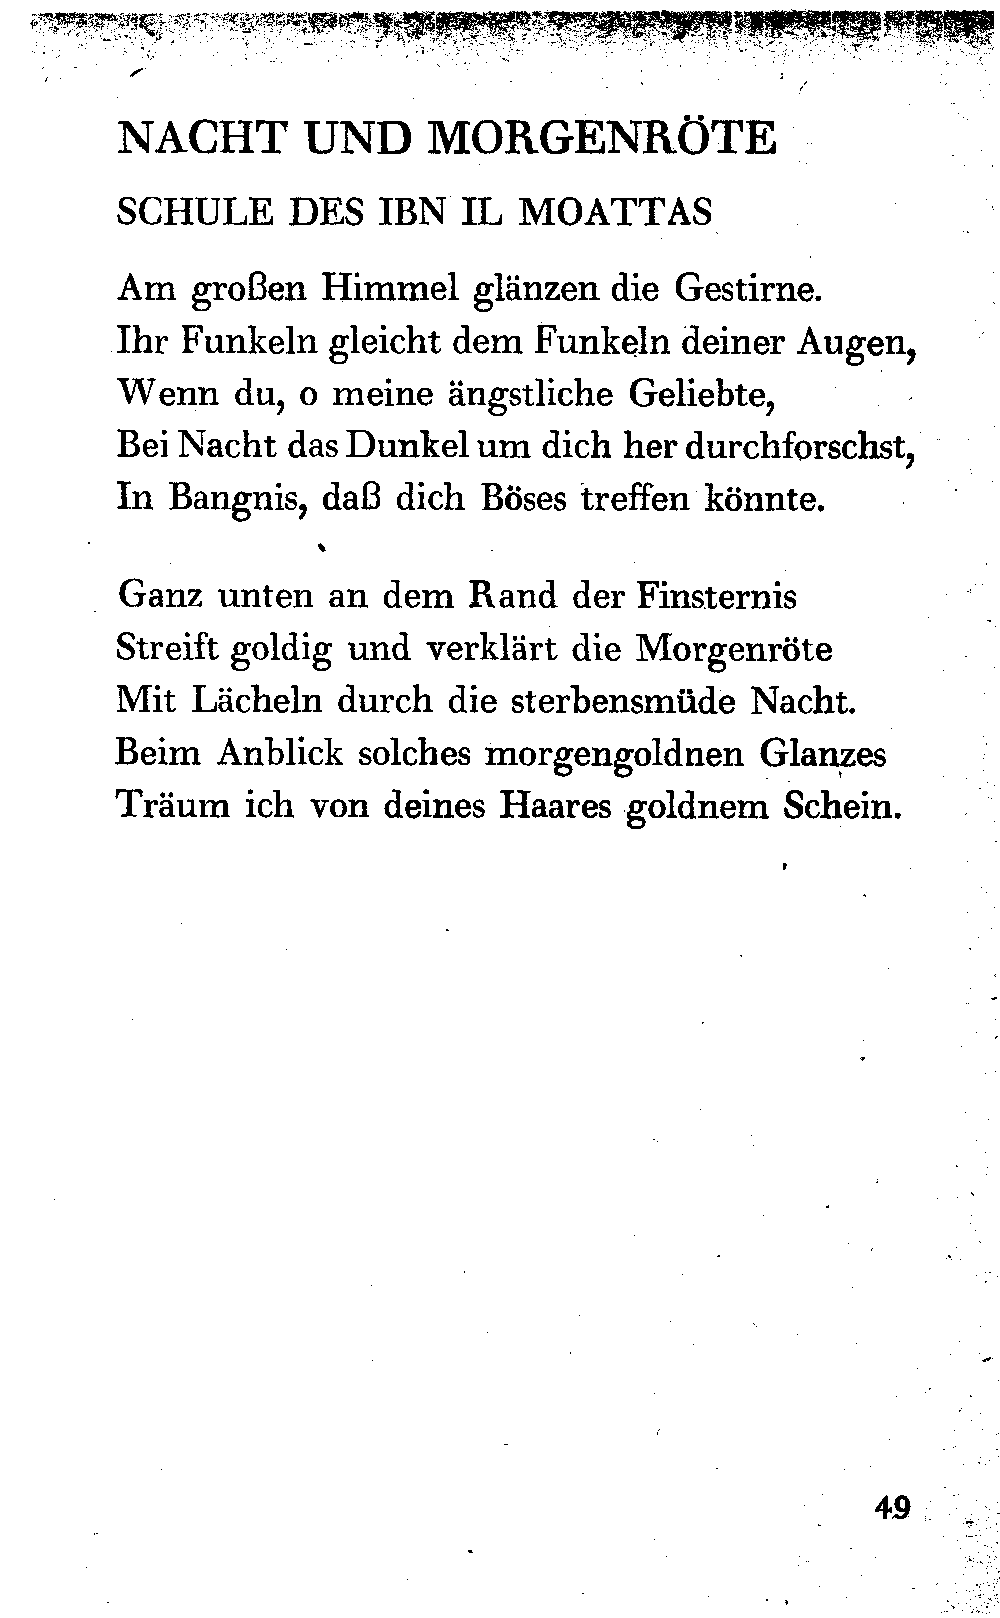 NACHT UND MORGENRÖTE
SCHULE DES IBN IL MOATTAS
Am großen Himmel glänzen die Gestirne.
Ihr Funkeln gleicht dem Funkeln deiner Augen,
Wenn du, o meine ängstliche Geliebte,
Bei Nacht das Dunkel um dich her durchforschst,
In Bangnis, daß dich Böses treffen könnte.
Ganz unten an dem Rand der Finsternis
Streift goldig und verklärt die Morgenröte
Mit Lächeln durch die sterbensmüde Nacht.
Beim Anblick solches morgengoldnen Glanzes
Träum ich von deines Haares goldnem Schein.
49